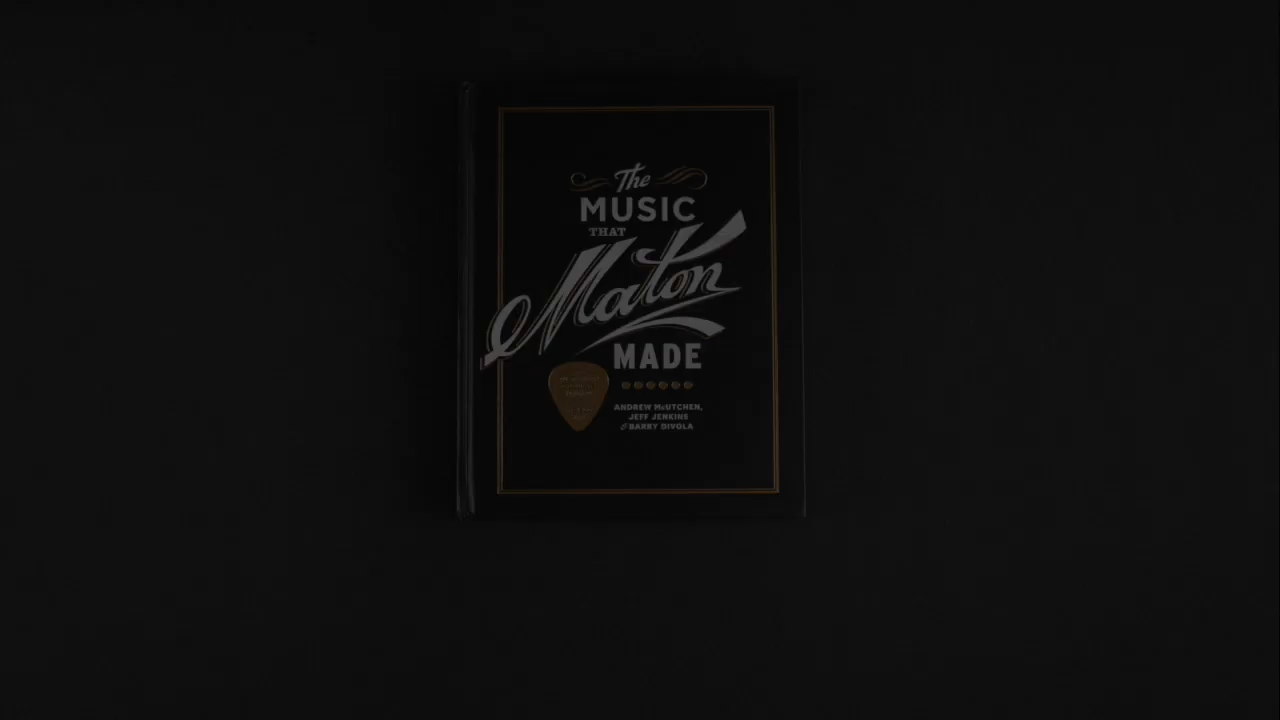 The
MUSIC
THAT
Maton
MADE
ANDREW McUTCHEN,
JEFF JENKINS
& BARRY DIVOLA